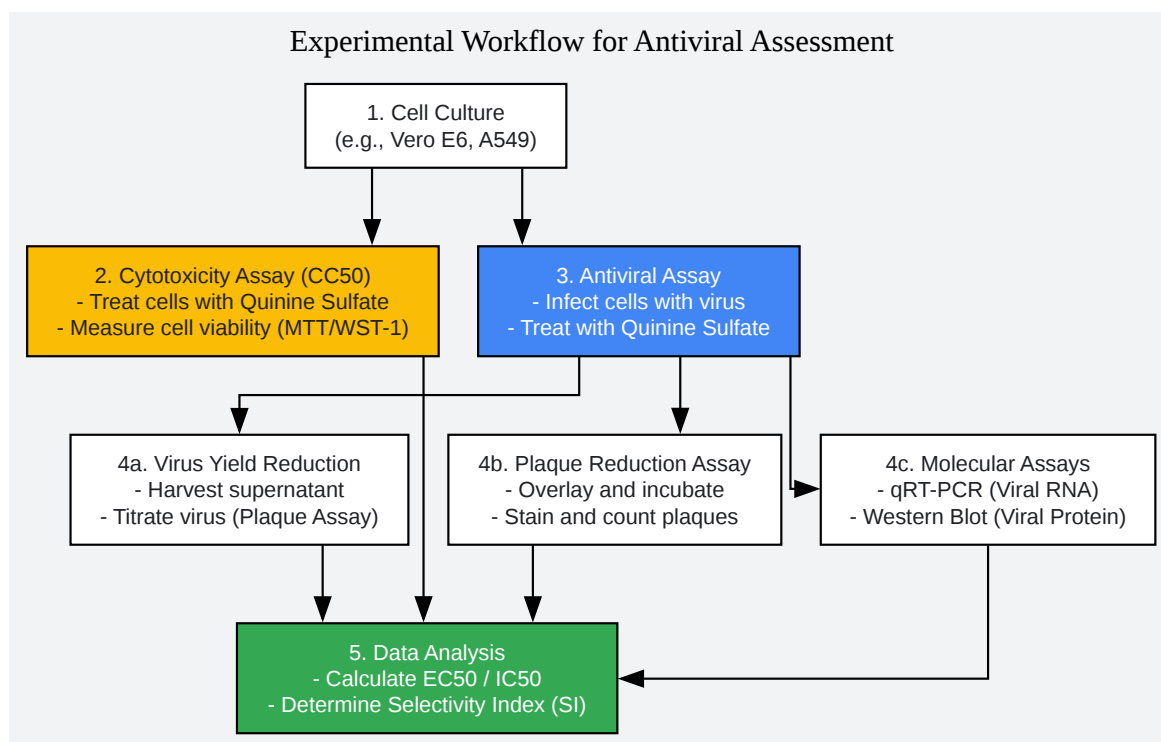 Experimental Workflow for Antiviral Assessment
1. Cell Culture
(e.g., Vero E6, A549)
2. Cytotoxicity Assay (CC50)
- Treat cells with Quinine Sulfate
- Measure cell viability (MTT/WST-1)
3. Antiviral Assay
- Infect cells with virus
- Treat with Quinine Sulfate
4a. Virus Yield Reduction
- Harvest supernatant
- Titrate virus (Plaque Assay)
4b. Plaque Reduction Assay
- Overlay and incubate
- Stain and count plaques
4c. Molecular Assays
- qRT-PCR (Viral RNA)
- Western Blot (Viral Protein)
5. Data Analysis
- Calculate EC50 / IC50
- Determine Selectivity Index (SI)